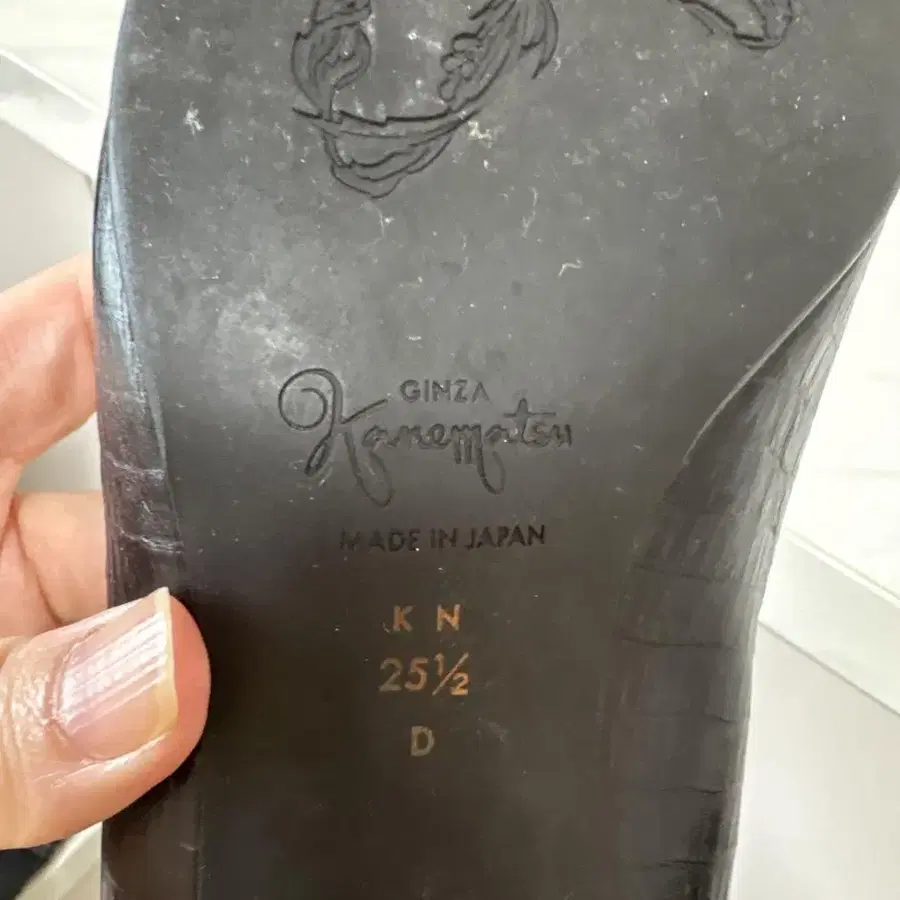 GINZA
Kanematsu
MADE IN JAPAN
K N
25½
D